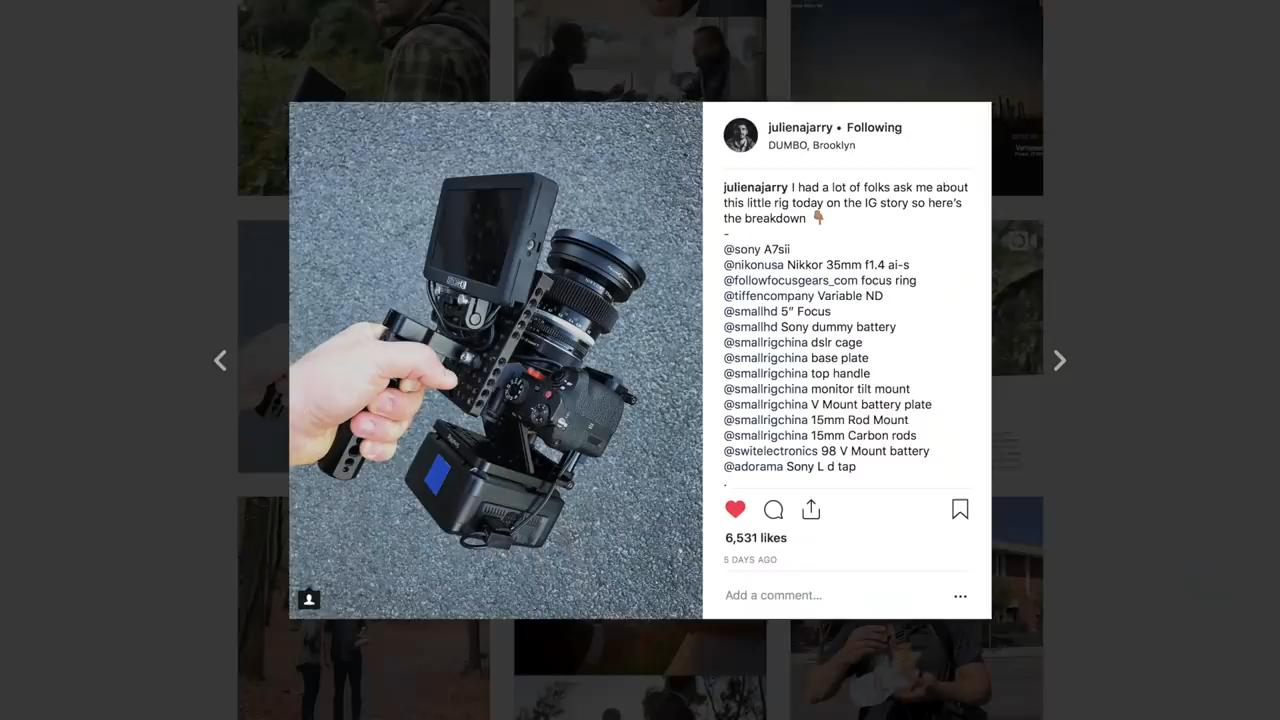 julienajarry • Following
DUMBO, Brooklyn
julienajarry I had a lot of folks ask me about
this little rig today on the IG story so here's
the breakdown 👇🏽
-
@sony A7sii
@nikonusa Nikkor 35mm f1.4 ai-s
@followfocusgears_com focus ring
@tiffencompany Variable ND
@smallhd 5" Focus
@smallhd Sony dummy battery
@smallrigchina dslr cage
@smallrigchina base plate
@smallrigchina top handle
@smallrigchina monitor tilt mount
@smallrigchina V Mount battery plate
@smallrigchina 15mm Rod Mount
@smallrigchina 15mm Carbon rods
@switelectronics 98 V Mount battery
@adorama Sony L d tap
.
6,531 likes
5 DAYS AGO
Add a comment...